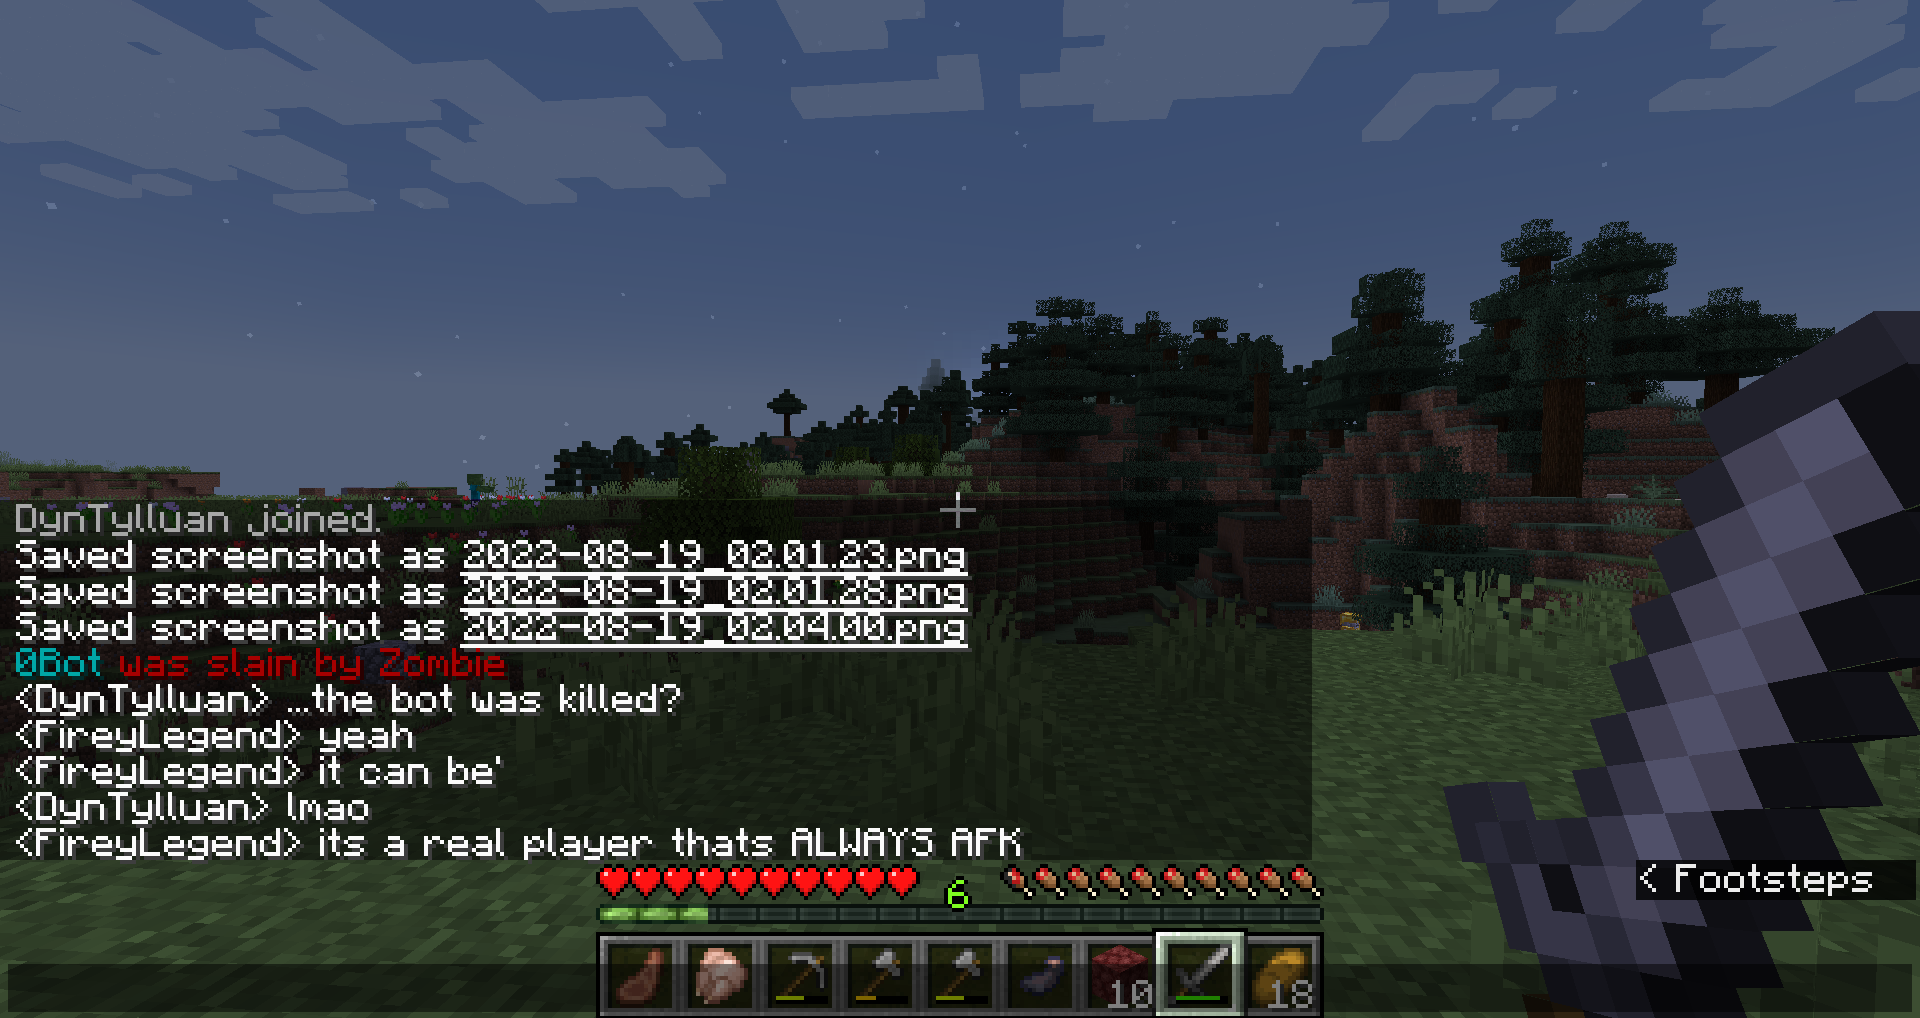 DynTylluan joined.
Saved screenshot as 2022-08-19_02.01.23.png
Saved screenshot as 2022-08-19_02.01.28.png
Saved screenshot as 2022-08-19_02.04.00.png
0Bot was slain by Zombie
<DynTylluan> ...the bot was killed?
<FireyLegend> yeah
<FireyLegend> it can be'
<DynTylluan> lmao
<FireyLegend> its a real player thats ALWAYS AFK
6
< Footsteps
10
18